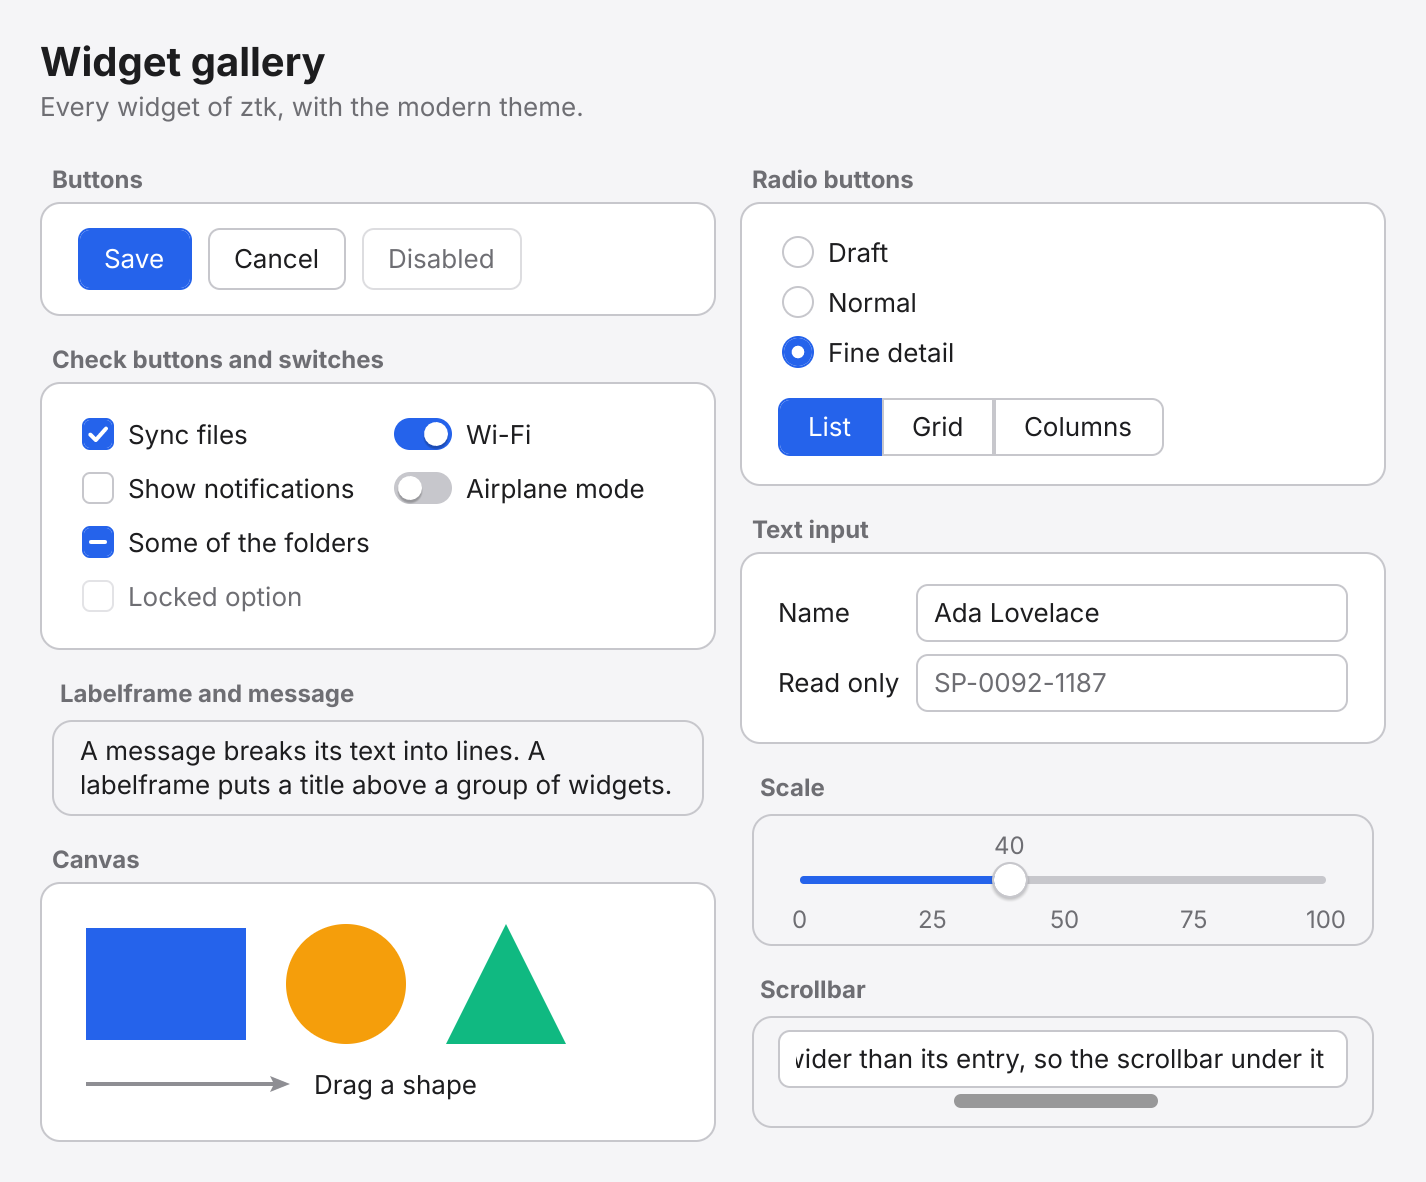 Widget gallery
Every widget of ztk, with the modern theme.
Buttons
Save
Cancel
Disabled
Check buttons and switches
Sync files
Wi-Fi
Show notifications
Airplane mode
Some of the folders
Locked option
Labelframe and message
A message breaks its text into lines. A
labelframe puts a title above a group of widgets.
Canvas
Drag a shape
Radio buttons
Draft
Normal
Fine detail
List
Grid
Columns
Text input
Name
Ada Lovelace
Read only
SP-0092-1187
Scale
40
0
25
50
75
100
Scrollbar
wider than its entry, so the scrollbar under it